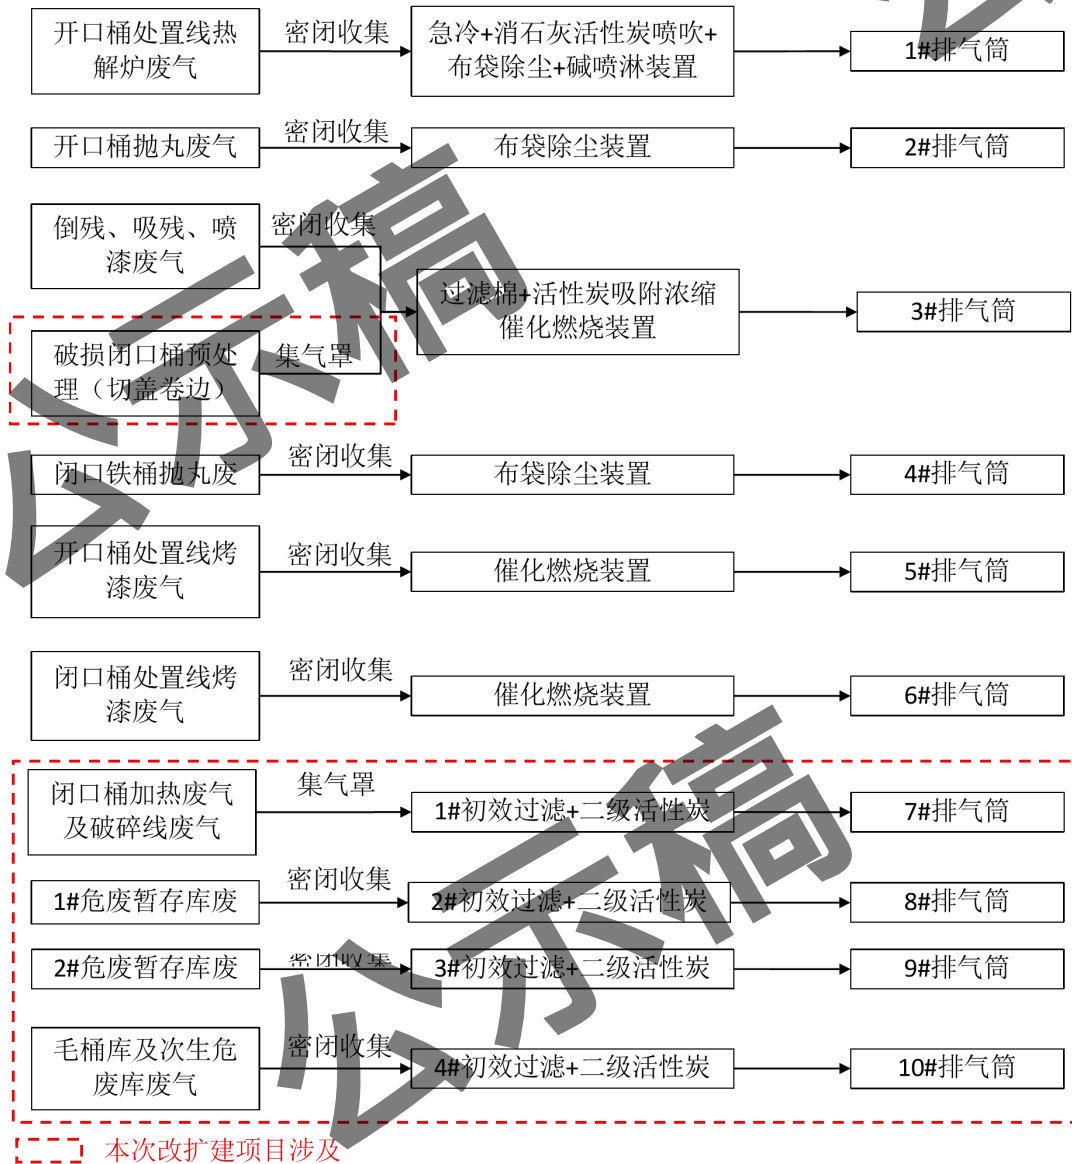 开口桶处置线热
解炉废气
密闭收集
急冷+消石灰活性炭喷吹+
布袋除尘+碱喷淋装置
1#排气筒
开口桶抛丸废气
密闭收集
布袋除尘装置
2#排气筒
倒残、吸残、喷
漆废气
密闭收集
过滤棉+活性炭吸附浓缩
催化燃烧装置
3#排气筒
破损闭口桶预处
理（切盖卷边）
集气罩
闭口铁桶抛丸废
密闭收集
布袋除尘装置
4#排气筒
开口桶处置线烤
漆废气
密闭收集
催化燃烧装置
5#排气筒
闭口桶处置线烤
漆废气
密闭收集
催化燃烧装置
6#排气筒
闭口桶加热废气
及破碎线废气
集气罩
1#初效过滤+二级活性炭
7#排气筒
1#危废暂存库废
密闭收集
2#初效过滤+二级活性炭
8#排气筒
2#危废暂存库废
密闭收集
3#初效过滤+二级活性炭
9#排气筒
毛桶库及次生危
废库废气
密闭收集
4#初效过滤+二级活性炭
10#排气筒
本次改扩建项目涉及
公示稿
公示稿